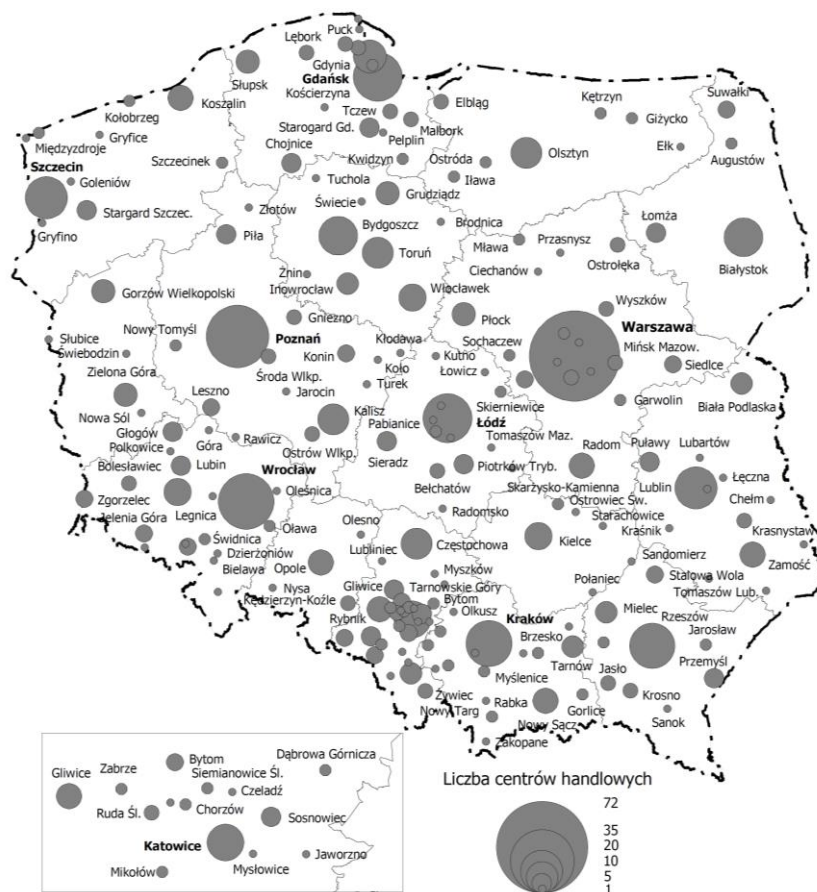 Lębork
Puck
Słupsk
Gdynia
Gdańsk
Kościerzyna
Kołobrzeg
Koszalin
Tczew
Elbląg
Kętrzyn
Suwałki
Międzyzdroje
Gryfice
Starogard Gd.
Malbork
Giżycko
Pelplin
Szczecin
Szczecinek
Chojnice
Kwidzyn
Ostróda
Olsztyn
Ełk
Augustów
Goleniów
Tuchola
Iława
Stargard Szczec.
Złotów
Świecie
Grudziądz
Gryfino
Piła
Bydgoszcz
Brodnica
Łomża
Toruń
Mława
Przasnysz
Ostrołęka
Białystok
Żnin
Ciechanów
Inowrocław
Włocławek
Gorzów Wielkopolski
Wyszków
Gniezno
Płock
Nowy Tomyśl
Poznań
Kłodawa
Sochaczew
Warszawa
Słubice
Świebodzin
Konin
Kutno
Mińsk Mazow.
Zielona Góra
Środa Wlkp.
Koło
Łowicz
Siedlce
Leszno
Jarocin
Turek
Nowa Sól
Kalisz
Skierniewice
Garwolin
Biała Podlaska
Głogów
Góra
Rawicz
Pabianice
Łódź
Polkowice
Ostrów Wlkp.
Tomaszów Maz.
Radom
Puławy
Lubartów
Bolesławiec
Lubin
Wrocław
Sieradz
Piotrków Tryb.
Zgorzelec
Oleśnica
Bełchatów
Skarżysko-Kamienna
Lublin
Łęczna
Legnica
Radomsko
Ostrowiec Św.
Chełm
Jelenia Góra
Oława
Olesno
Starachowice
Świdnica
Częstochowa
Kielce
Kraśnik
Krasnystaw
Dzierżoniów
Lubliniec
Sandomierz
Zamość
Bielawa
Opole
Myszków
Gliwice
Tarnowskie Góry
Połaniec
Stalowa Wola
Nysa
Bytom
Tomaszów Lub.
Kędzierzyn-Koźle
Olkusz
Rybnik
Kraków
Mielec
Rzeszów
Brzesko
Jarosław
Tarnów
Myślenice
Jasło
Przemyśl
Żywiec
Rabka
Gorlice
Krosno
Nowy Targ
Nowy Sącz
Sanok
Zakopane
Bytom
Dąbrowa Górnicza
Gliwice
Zabrze
Siemianowice Śl.
Czeladź
Ruda Śl.
Chorzów
Sosnowiec
Katowice
Mikołów
Mysłowice
Jaworzno
Liczba centrów handlowych
72
35
20
10
5
1